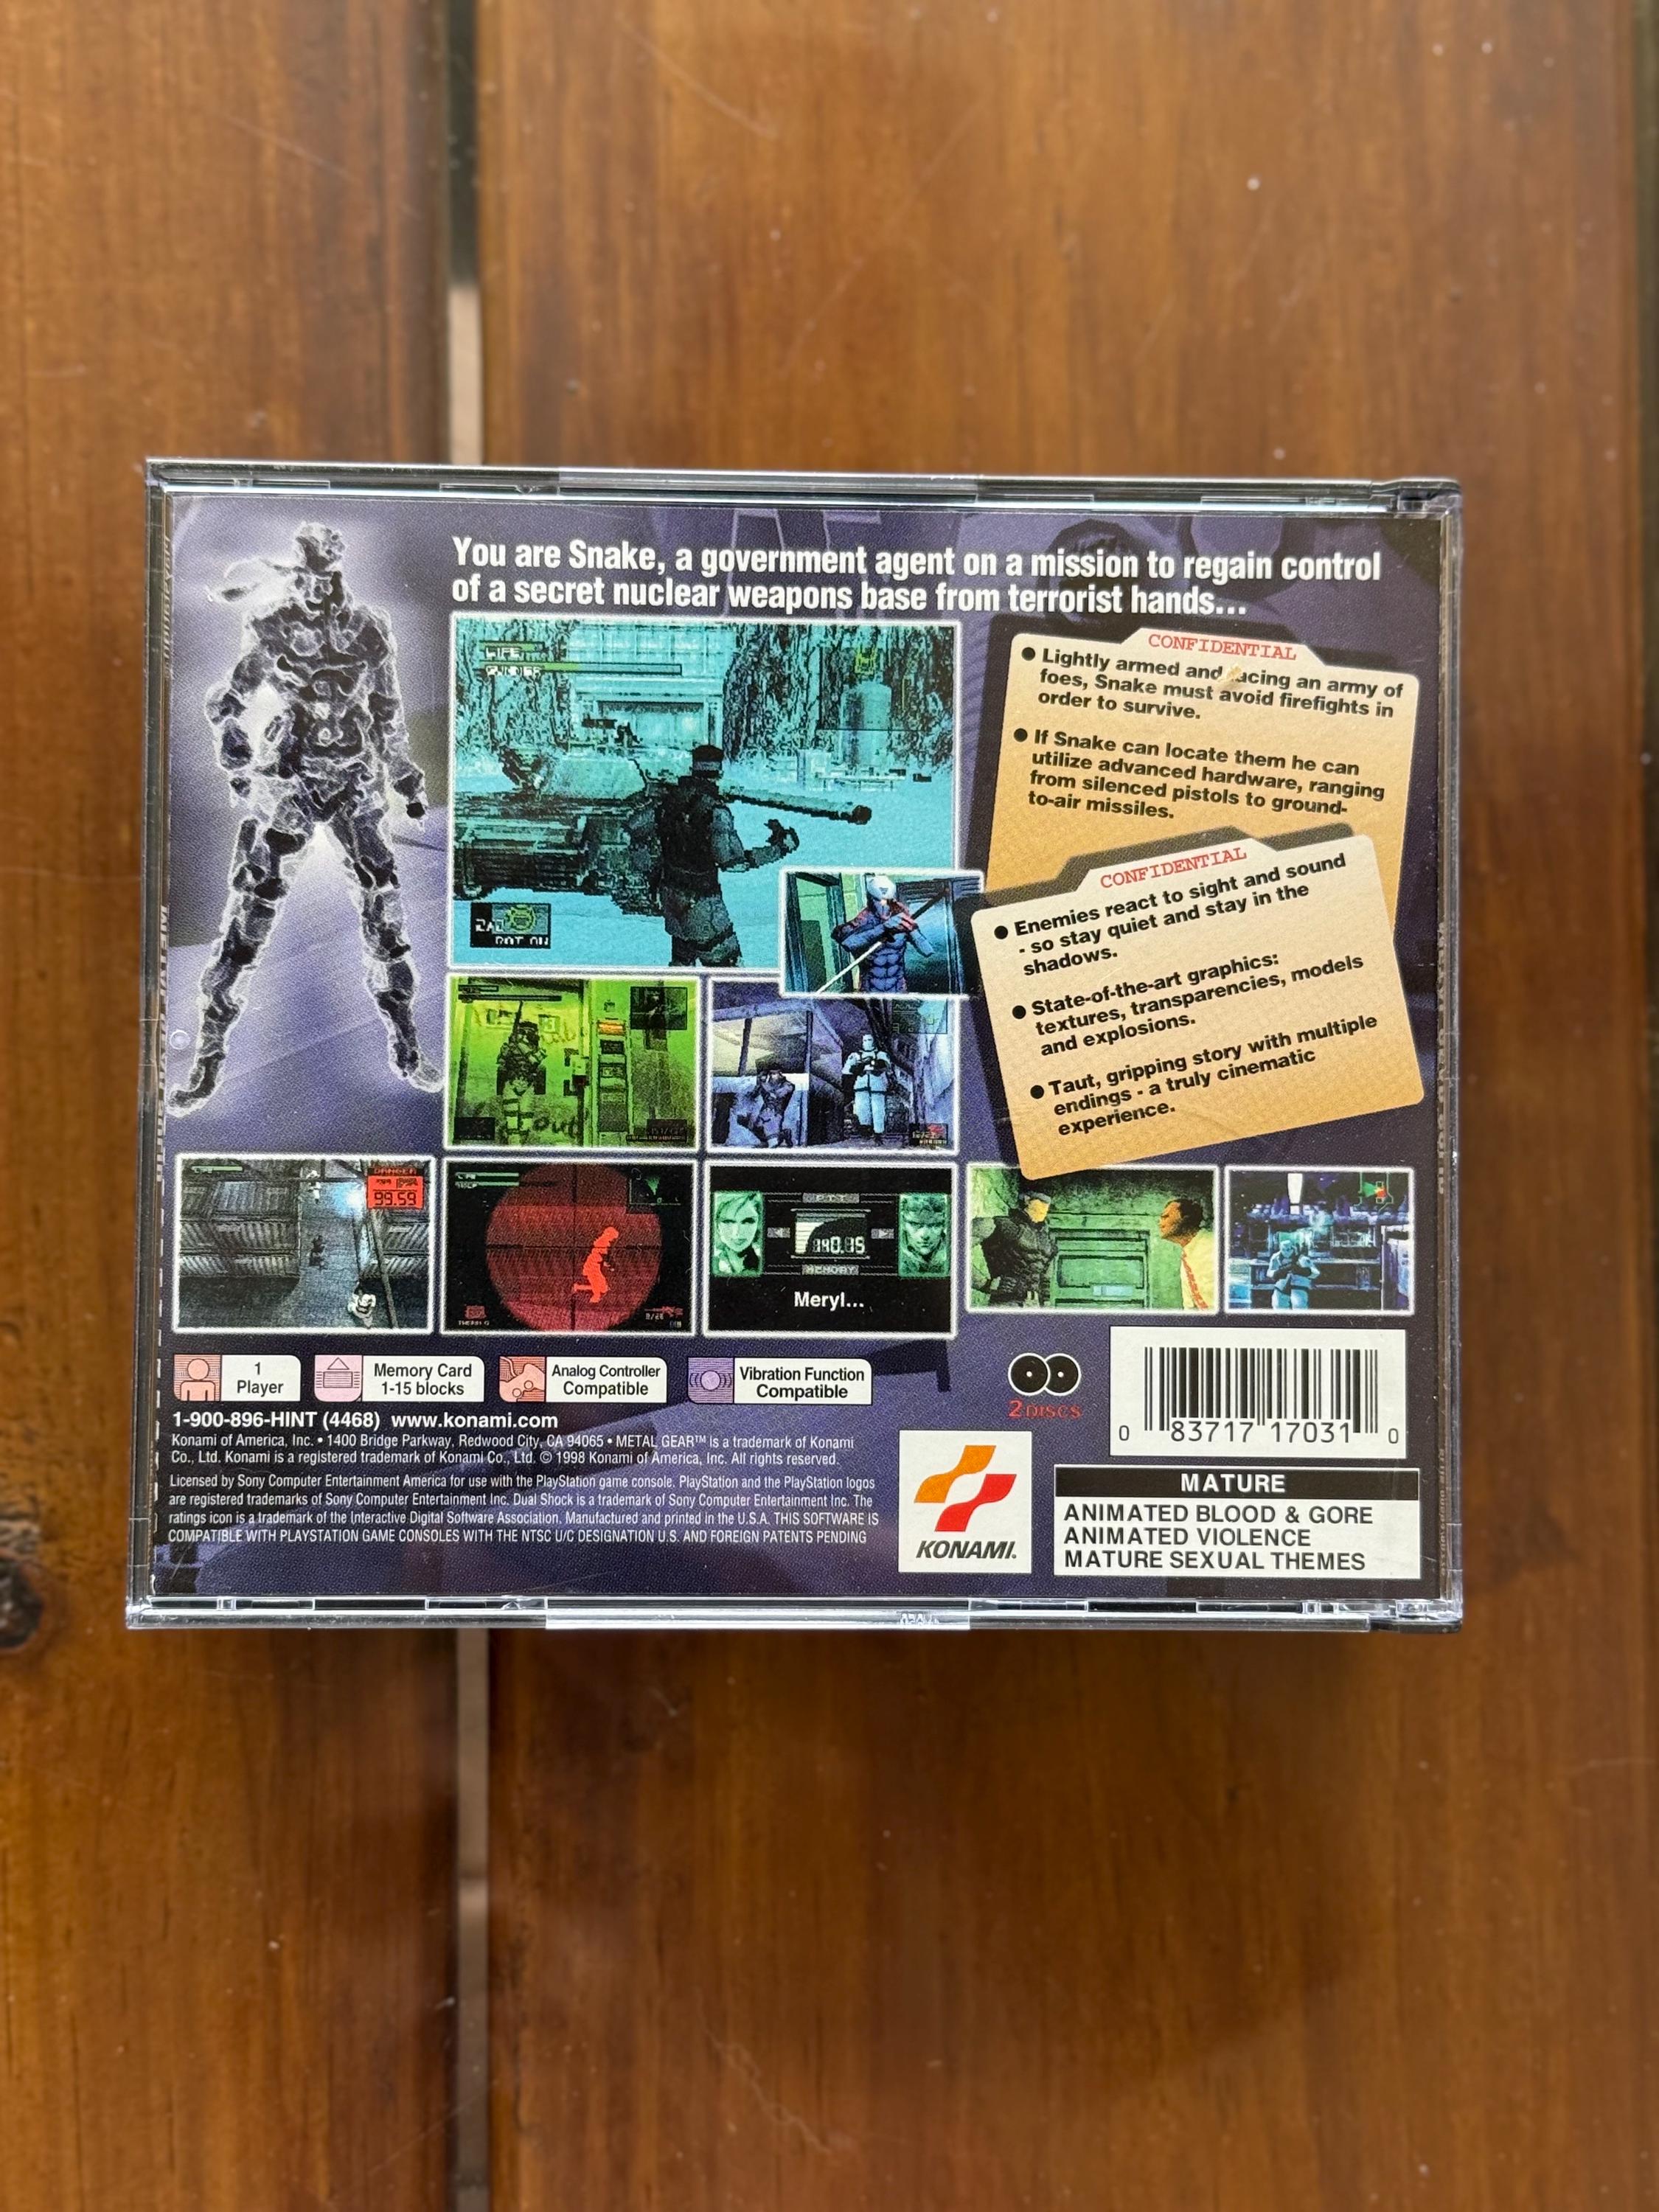 You are Snake, a government agent on a mission to regain control
of a secret nuclear weapons base from terrorist hands...
LIFE
CONFIDENTIAL
● Lightly armed and acing an army of
foes, Snake must avoid firefights in
order to survive.
● If Snake can locate them he can
utilize advanced hardware, ranging
from silenced pistols to ground-
to-air missiles.
CONFIDENTIAL
● Enemies react to sight and sound
- so stay quiet and stay in the
shadows.
● State-of-the-art graphics:
textures, transparencies, models
and explosions.
● Taut, gripping story with multiple
endings - a truly cinematic
experience.
DANGER
99.59
PTT
MEMORY
Meryl...
1
Player
Memory Card
1-15 blocks
Analog Controller
Compatible
Vibration Function
Compatible
2 DISCS
0 83717 17031 0
1-900-896-HINT (4468) www.konami.com
Konami of America, Inc. • 1400 Bridge Parkway, Redwood City, CA 94065 • METAL GEAR™ is a trademark of Konami
Co., Ltd. Konami is a registered trademark of Konami Co., Ltd. © 1998 Konami of America, Inc. All rights reserved.
Licensed by Sony Computer Entertainment America for use with the PlayStation game console. PlayStation and the PlayStation logos
are registered trademarks of Sony Computer Entertainment Inc. Dual Shock is a trademark of Sony Computer Entertainment Inc. The
ratings icon is a trademark of the Interactive Digital Software Association. Manufactured and printed in the U.S.A. THIS SOFTWARE IS
COMPATIBLE WITH PLAYSTATION GAME CONSOLES WITH THE NTSC U/C DESIGNATION U.S. AND FOREIGN PATENTS PENDING
KONAMI.
MATURE
ANIMATED BLOOD & GORE
ANIMATED VIOLENCE
MATURE SEXUAL THEMES